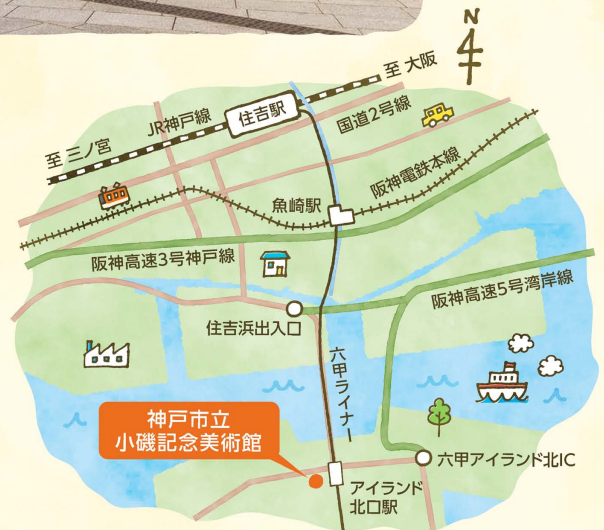 N
至 大阪
JR神戸線
住吉駅
国道2号線
至 三ノ宮
阪神電鉄本線
魚崎駅
阪神高速3号神戸線
阪神高速5号湾岸線
住吉浜出入口
六甲ライナー
神戸市立
小磯記念美術館
六甲アイランド北IC
アイランド
北口駅